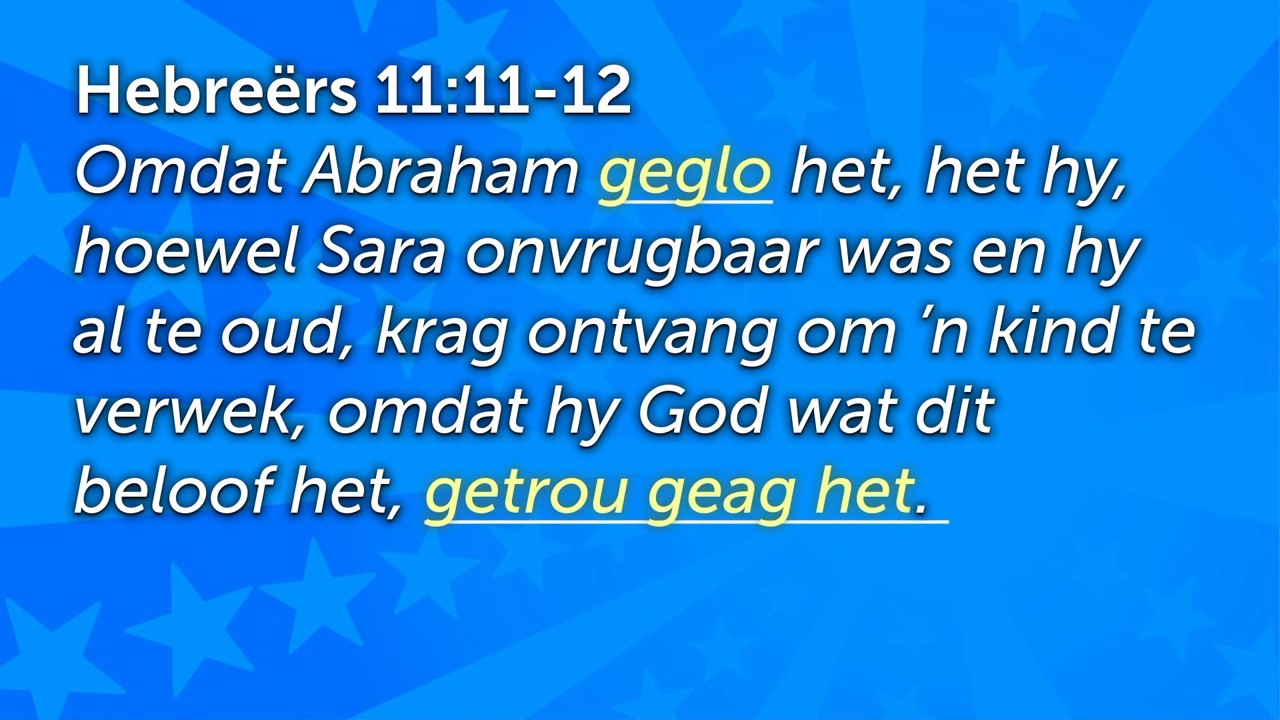 Hebreërs 11:11-12
Omdat Abraham geglo het, het hy,
hoewel Sara onvrugbaar was en hy
al te oud, krag ontvang om ’n kind te
verwek, omdat hy God wat dit
beloof het, getrou geag het.